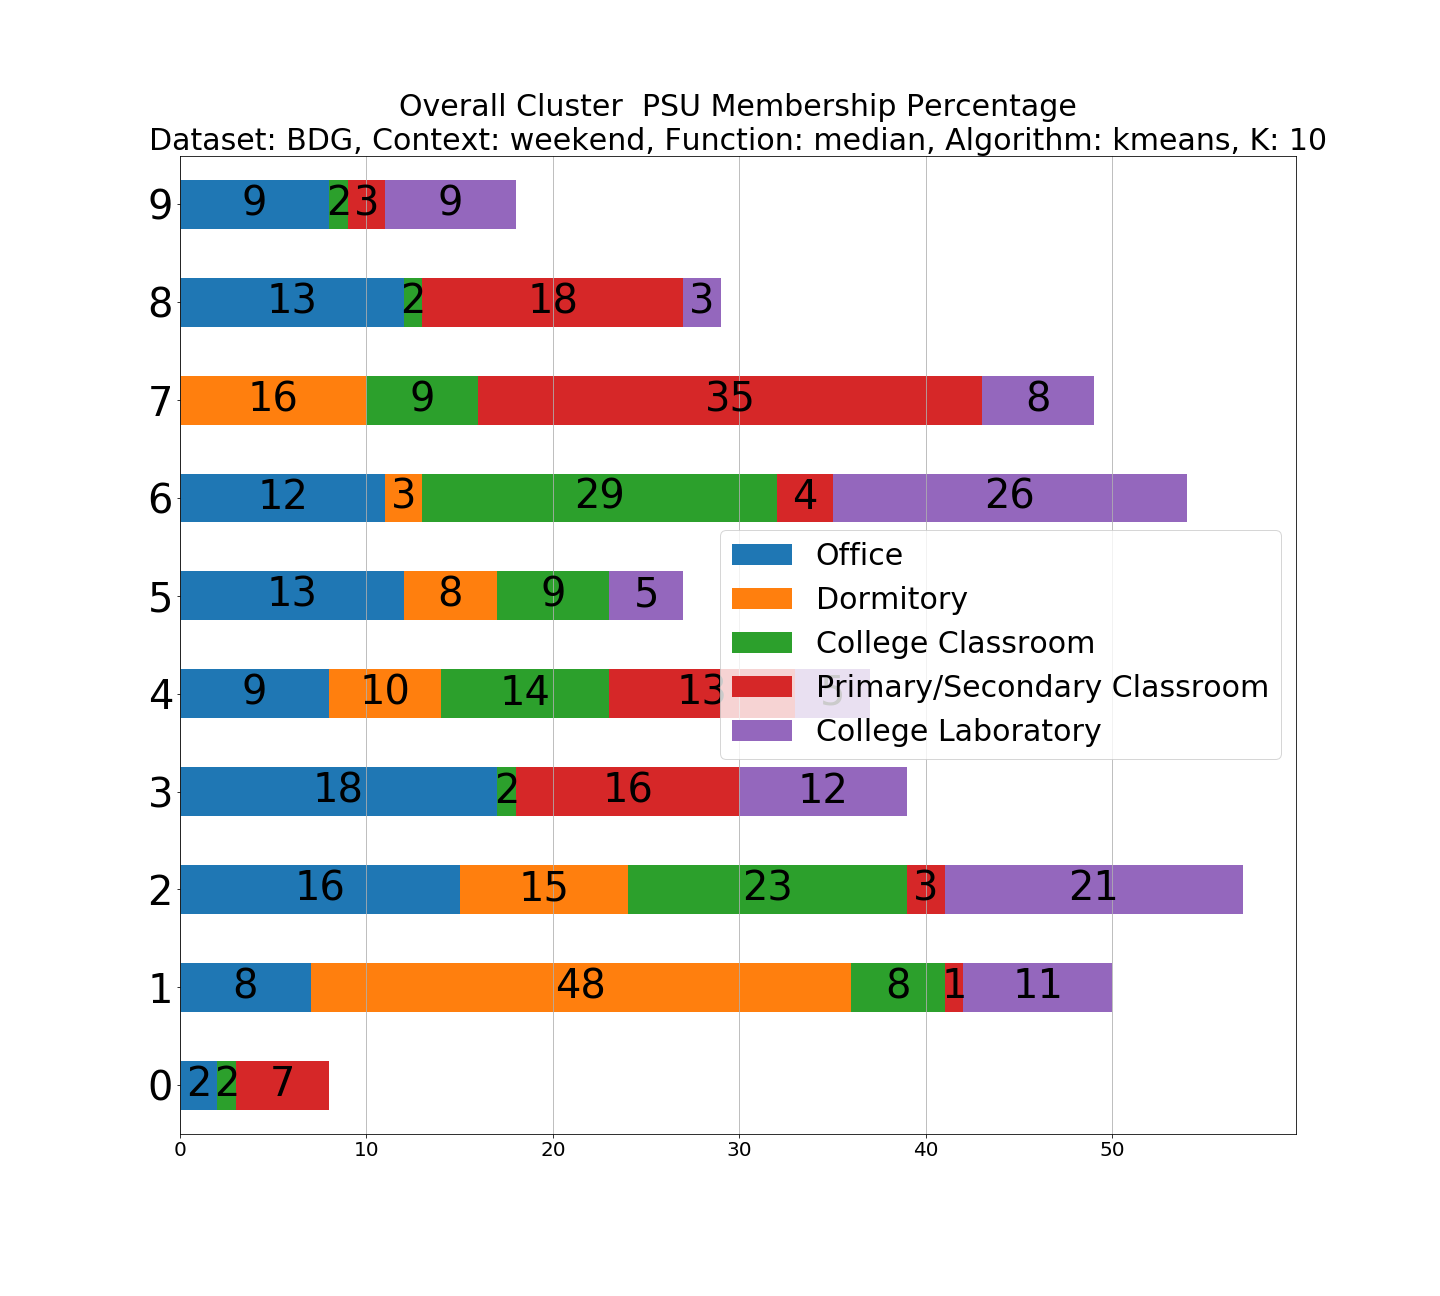 Overall Cluster  PSU Membership Percentage
Dataset: BDG, Context: weekend, Function: median, Algorithm: kmeans, K: 10
9 9 2 3 9
8 13 2 18 3
7 16 9 35 8
6 12 3 29 4 26
Office
5 13 8 9 5
Dormitory
College Classroom
4 9 10 14 13
Primary/Secondary Classroom
College Laboratory
3 18 2 16 12
2 16 15 23 3 21
1 8 48 8 1 11
0 2 2 7
0 10 20 30 40 50